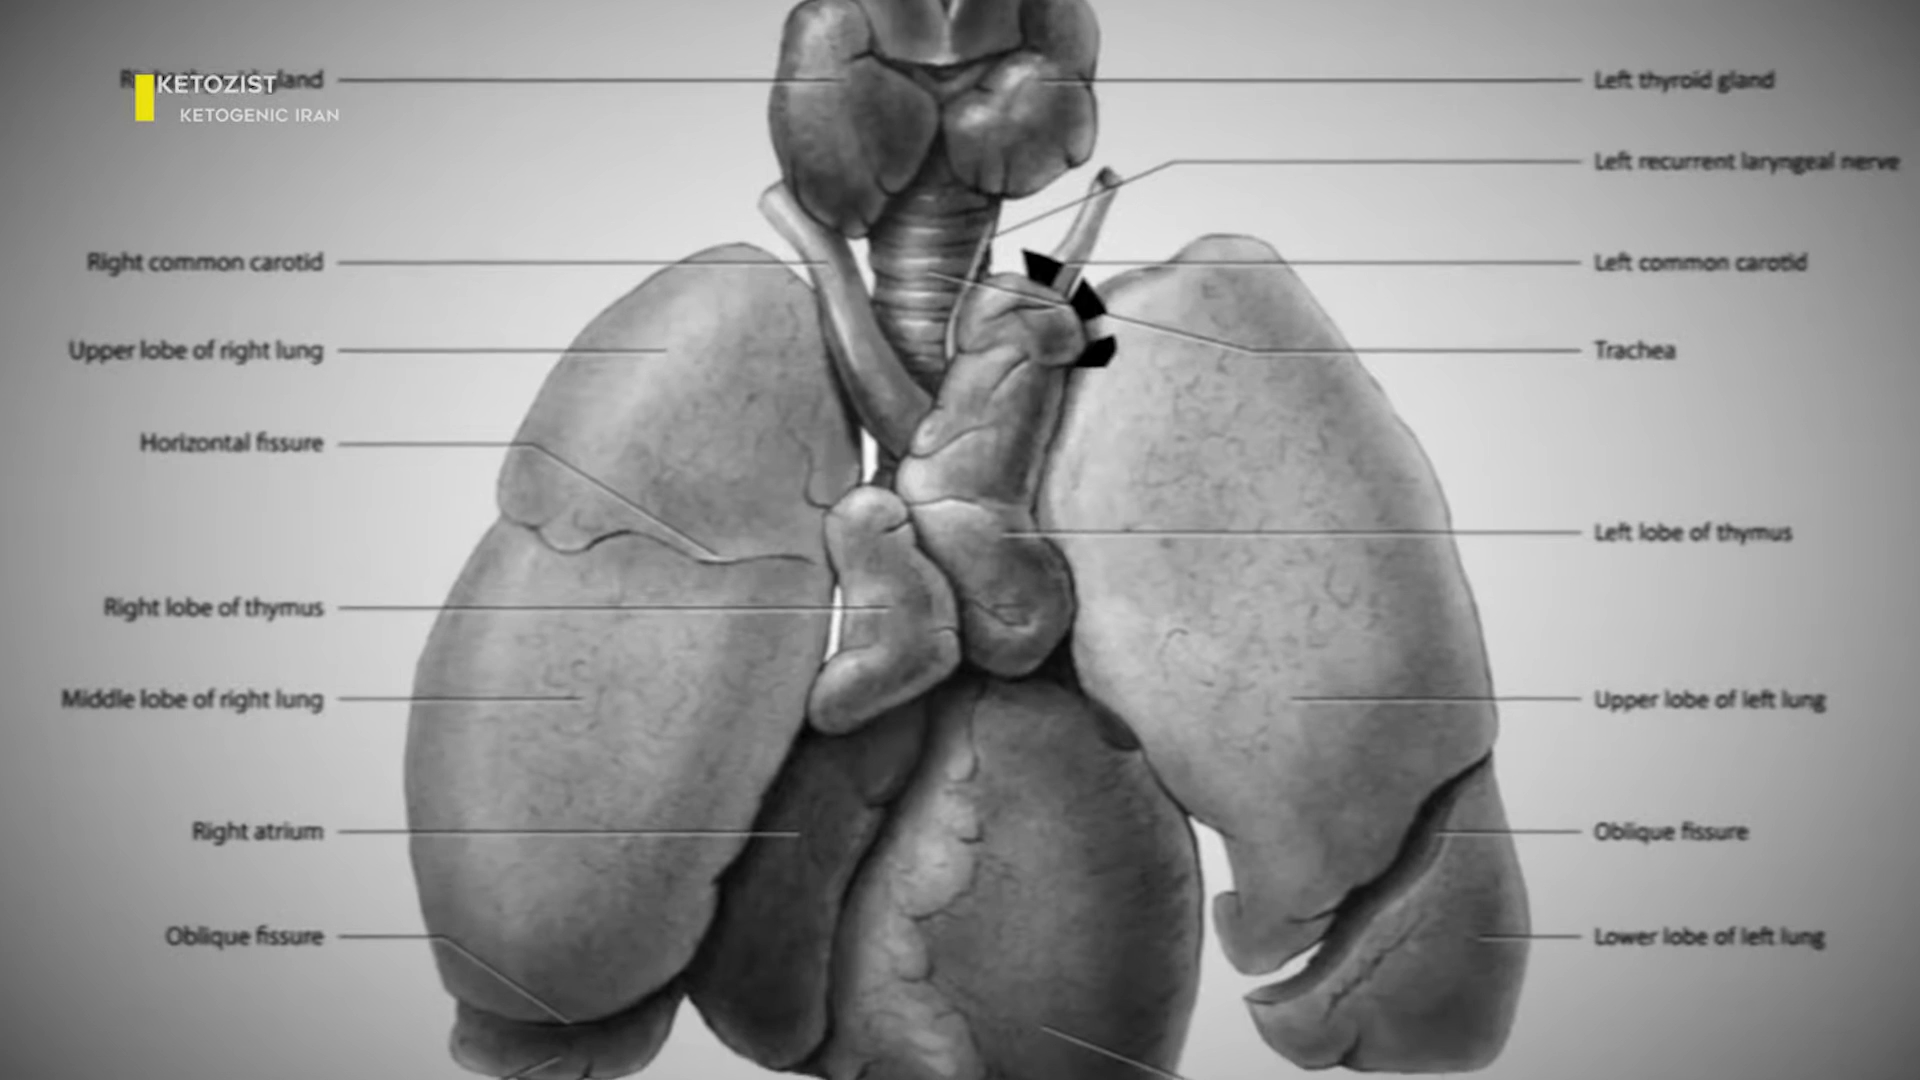 KETOZIST
KETOGENIC IRAN
gland
Left thyroid gland
Left recurrent laryngeal nerve
Right common carotid
Left common carotid
Upper lobe of right lung
Trachea
Horizontal fissure
Left lobe of thymus
Right lobe of thymus
Middle lobe of right lung
Upper lobe of left lung
Right atrium
Oblique fissure
Oblique fissure
Lower lobe of left lung